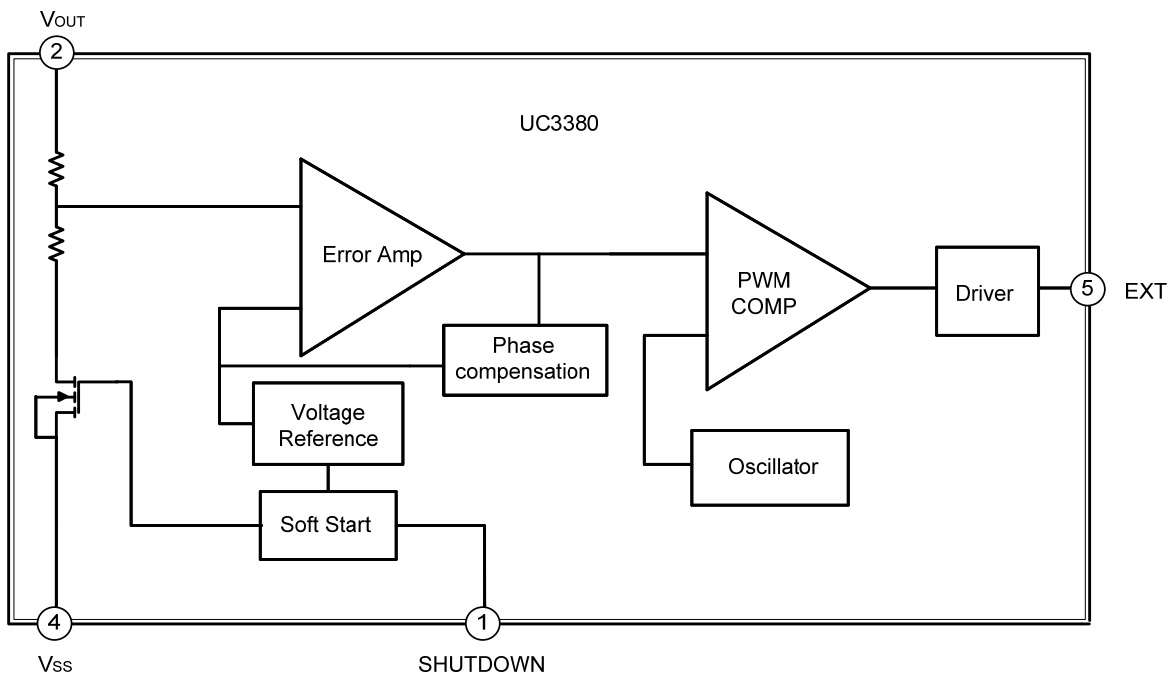 VOUT
2
UC3380
Error Amp
PWM
COMP
Driver
5
EXT
Phase
compensation
Voltage
Reference
Oscillator
Soft Start
4
1
VSS
SHUTDOWN